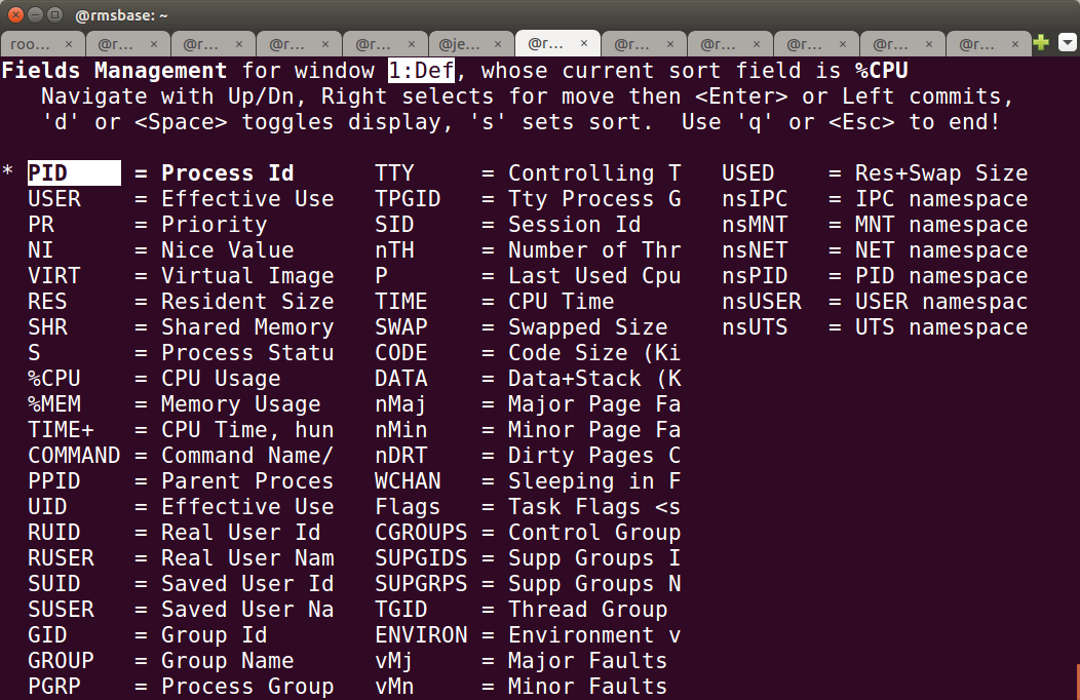 @rmsbase: ~
roo... × @r... × @r... × @r... × @r... × @je... × @r... × @r... × @r... × @r... × @r... × @r... ×
Fields Management for window 1:Def, whose current sort field is %CPU
Navigate with Up/Dn, Right selects for move then <Enter> or Left commits,
'd' or <Space> toggles display, 's' sets sort. Use 'q' or <Esc> to end!
* PID = Process Id TTY = Controlling T USED = Res+Swap Size
USER = Effective Use TPGID = Tty Process G nsIPC = IPC namespace
PR = Priority SID = Session Id nsMNT = MNT namespace
NI = Nice Value nTH = Number of Thr nsNET = NET namespace
VIRT = Virtual Image P = Last Used Cpu nsPID = PID namespace
RES = Resident Size TIME = CPU Time nsUSER = USER namespac
SHR = Shared Memory SWAP = Swapped Size nsUTS = UTS namespace
S = Process Statu CODE = Code Size (Ki
%CPU = CPU Usage DATA = Data+Stack (K
%MEM = Memory Usage nMaj = Major Page Fa
TIME+ = CPU Time, hun nMin = Minor Page Fa
COMMAND = Command Name/ nDRT = Dirty Pages C
PPID = Parent Proces WCHAN = Sleeping in F
UID = Effective Use Flags = Task Flags <s
RUID = Real User Id CGROUPS = Control Group
RUSER = Real User Nam SUPGIDS = Supp Groups I
SUID = Saved User Id SUPGRPS = Supp Groups N
SUSER = Saved User Na TGID = Thread Group
GID = Group Id ENVIRON = Environment v
GROUP = Group Name vMj = Major Faults
PGRP = Process Group vMn = Minor Faults